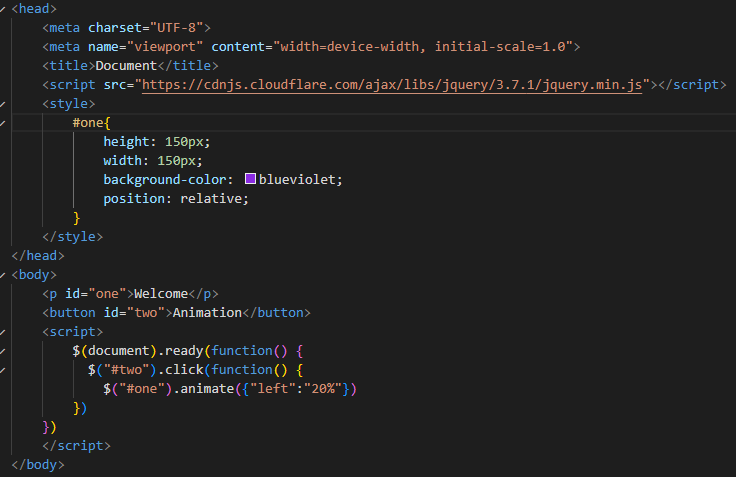 <head>
    <meta charset="UTF-8">
    <meta name="viewport" content="width=device-width, initial-scale=1.0">
    <title>Document</title>
    <script src="https://cdnjs.cloudflare.com/ajax/libs/jquery/3.7.1/jquery.min.js"></script>
    <style>
        #one{
            height: 150px;
            width: 150px;
            background-color: blueviolet;
            position: relative;
        }
    </style>
</head>
<body>
    <p id="one">Welcome</p>
    <button id="two">Animation</button>
    <script>
        $(document).ready(function() {
          $("#two").click(function() {
            $("#one").animate({"left":"20%"})
        })
    })
    </script>
</body>